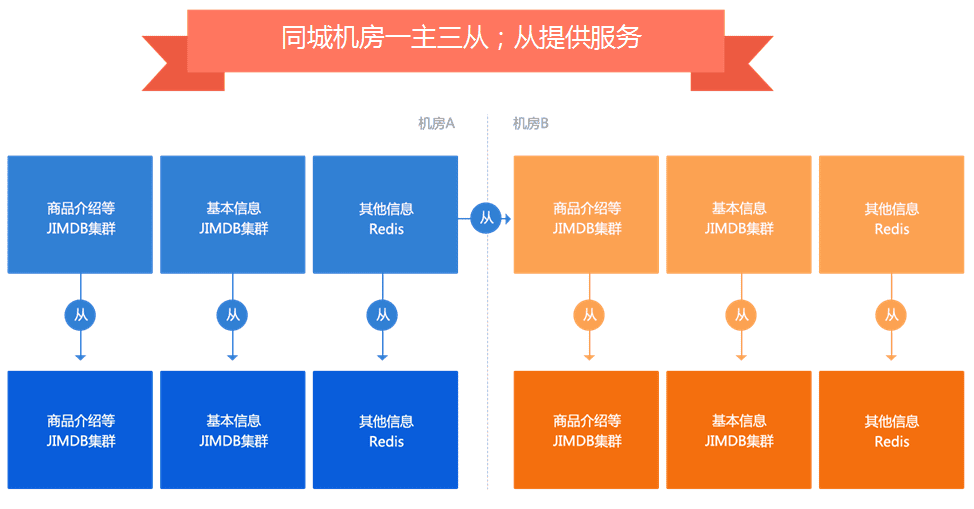 同城机房一主三从；从提供服务
机房A
机房B
商品介绍等
JIMDB集群
基本信息
JIMDB集群
其他信息
Redis
从
商品介绍等
JIMDB集群
基本信息
JIMDB集群
其他信息
Redis
从
从
从
从
从
从
商品介绍等
JIMDB集群
基本信息
JIMDB集群
其他信息
Redis
商品介绍等
JIMDB集群
基本信息
JIMDB集群
其他信息
Redis